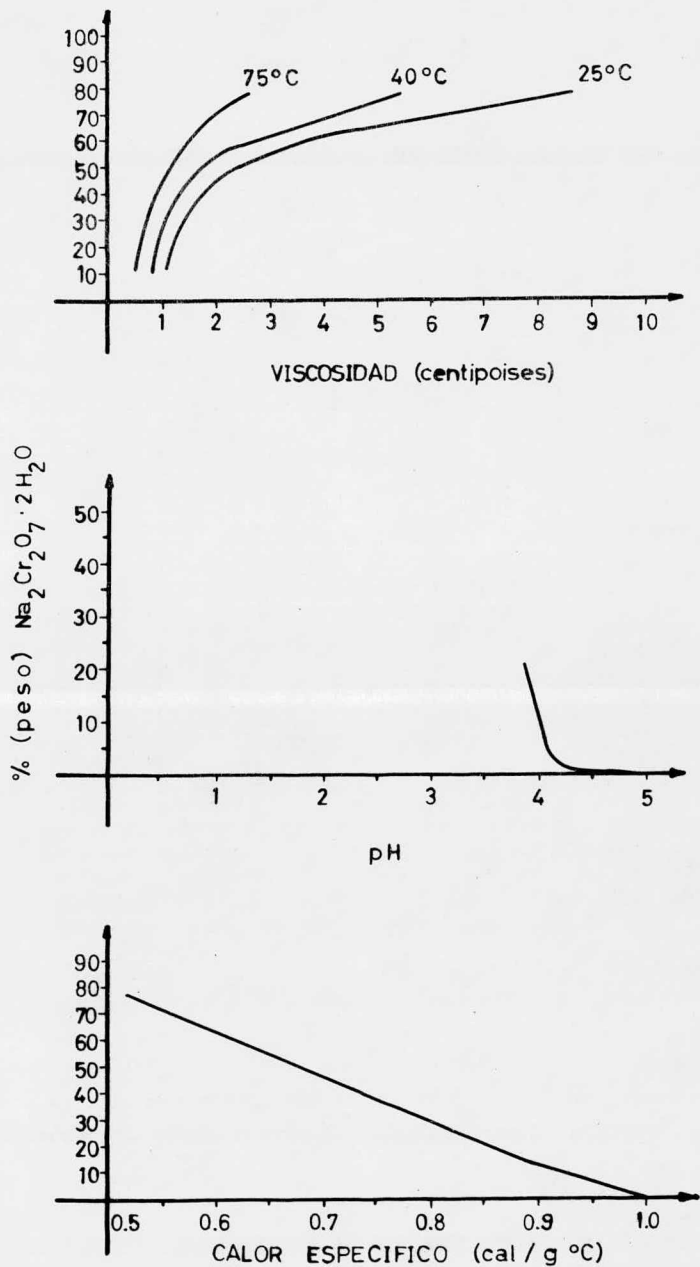 100
90
80
70
60
50
40
30
20
10
75°C
40°C
25°C
1 2 3 4 5 6 7 8 9 10
VISCOSIDAD (centipoises)
% (peso) Na₂Cr₂O₇ · 2H₂O
50
40
30
20
10
1 2 3 4 5
pH
90
80
70
60
50
40
30
20
10
0.5 0.6 0.7 0.8 0.9 1.0
CALOR ESPECIFICO (cal / g °C)